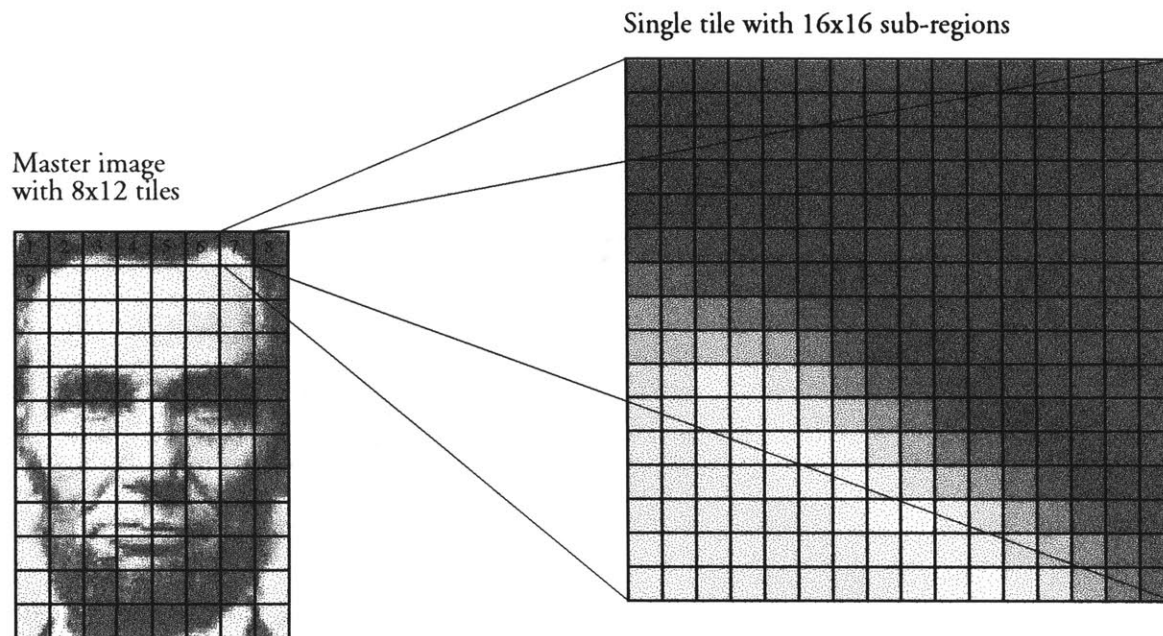 Single tile with 16x16 sub-regions
Master image
with 8x12 tiles
1 2 3 4 5 6 7 8
9